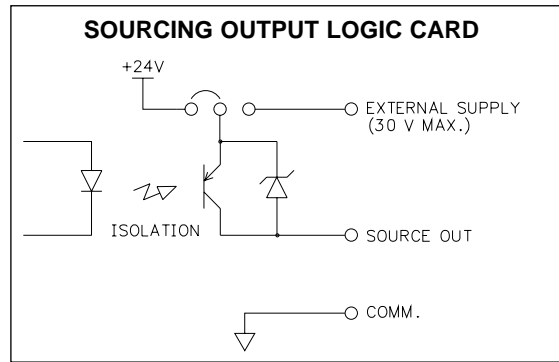 SOURCING OUTPUT LOGIC CARD
+24V
EXTERNAL SUPPLY
(30 V MAX.)
ISOLATION
SOURCE OUT
COMM.